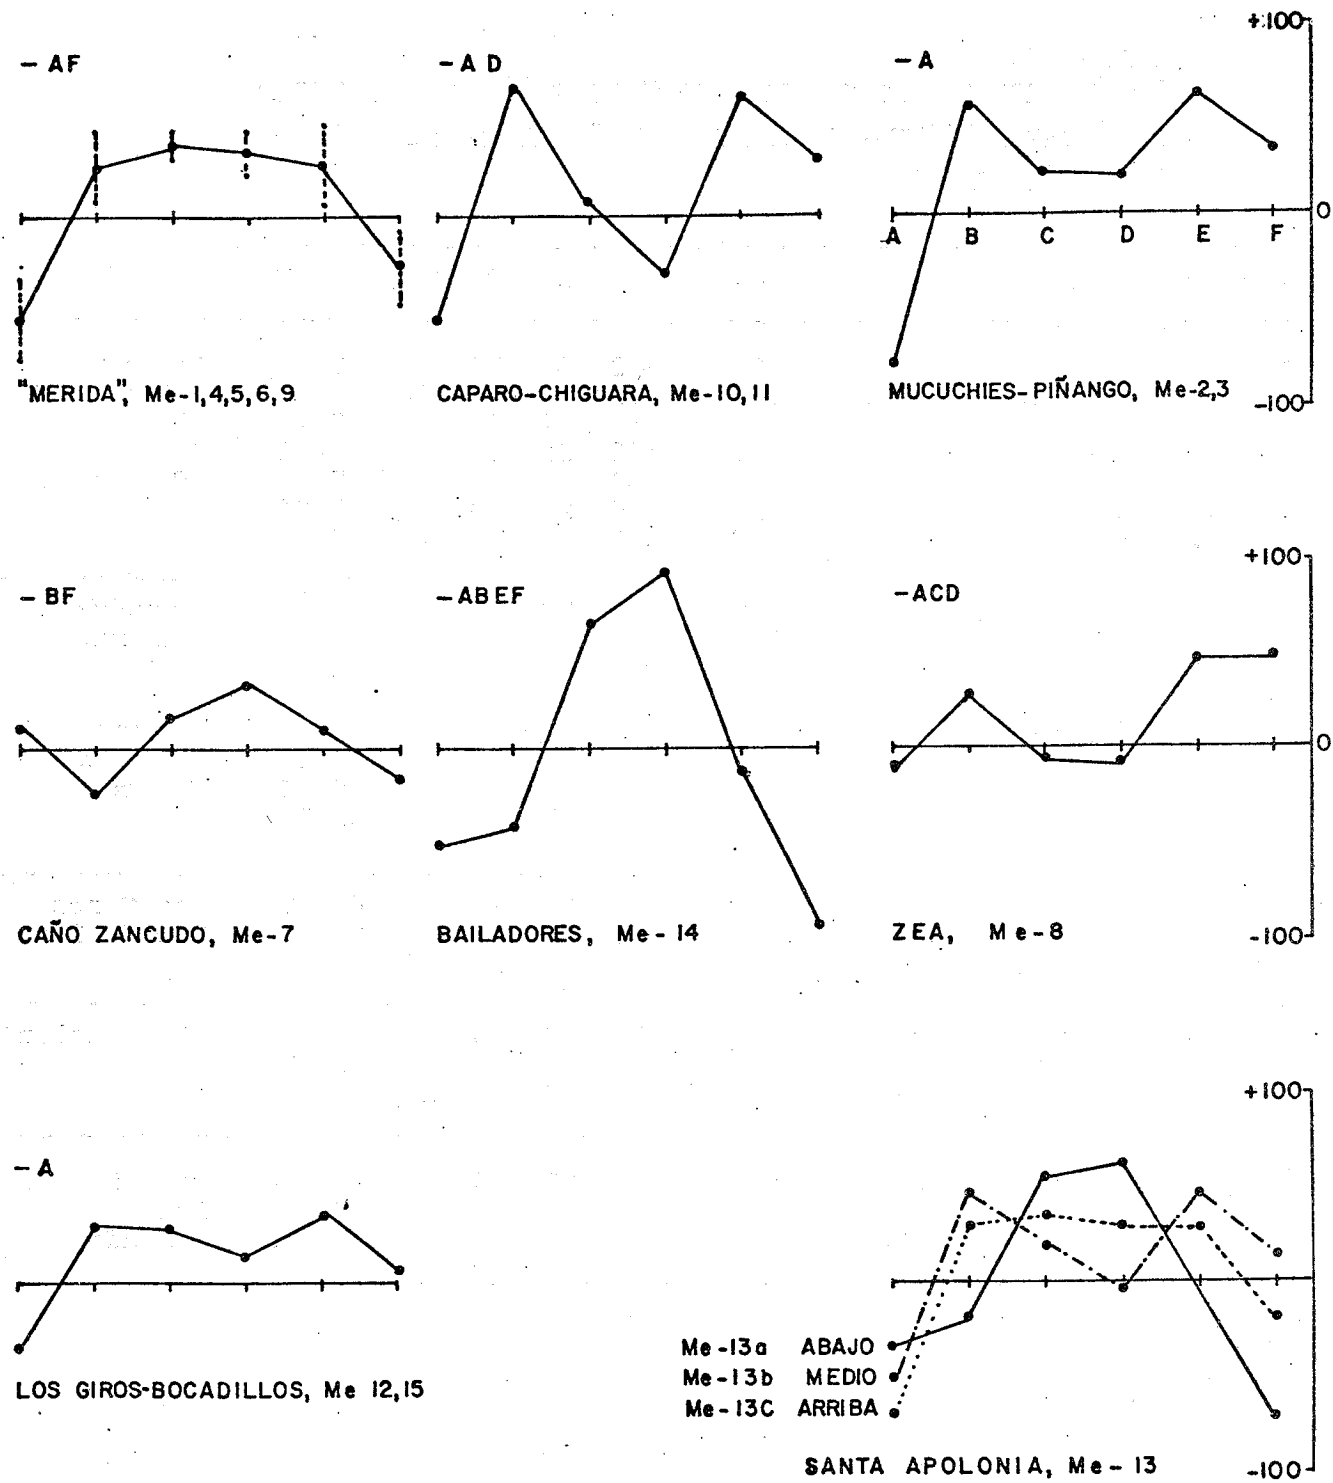 +100
-AF
-AD
-A
0
A B C D E F
"MERIDA", Me-1,4,5,6,9
CAPARO-CHIGUARA, Me-10,11
MUCUCHIES-PIÑANGO, Me-2,3
-100
+100
-BF
-ABEF
-ACD
0
CAÑO ZANCUDO, Me-7
BAILADORES, Me-14
ZEA, Me-8
-100
+100
-A
Me-13a ABAJO
Me-13b MEDIO
Me-13C ARRIBA
LOS GIROS-BOCADILLOS, Me 12,15
SANTA APOLONIA, Me-13
-100